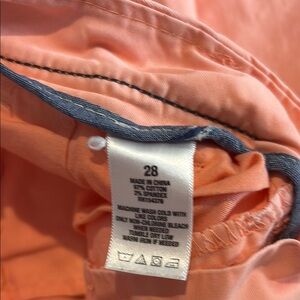 28
MADE IN CHINA
97% COTTON
3% SPANDEX
MACHINE WASH COLD WITH
LIKE COLORS
ONLY NON-CHLORINE BLEACH
WHEN NEEDED
TUMBLE DRY LOW
WARM IRON IF NEEDED